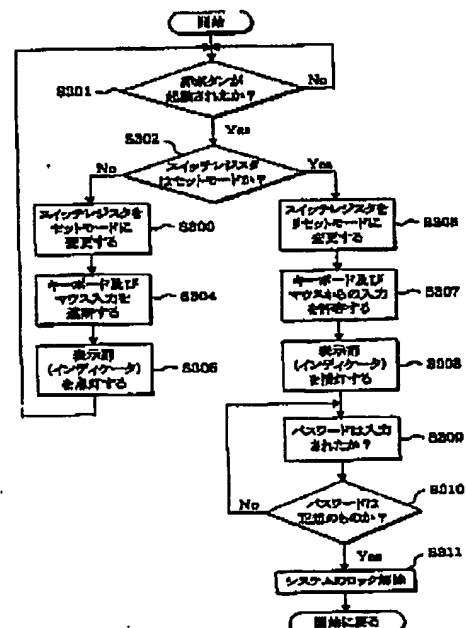 開始
S301
押ボタンが
起動されたか？
No
Yes
S302
スイッチレジスタ
はセットモードか？
No
Yes
スイッチレジスタを
セットモードに
変更する
キーボード及び
マウス入力を
遮断する
S304
表示部
(インディケータ)
を点灯する
S305
スイッチレジスタを
リセットモードに
変更する
キーボード及び
マウスからの入力
を許容する
S307
表示部
(インディケータ)
を消灯する
S308
パスワードは入力
されたか？
S309
パスワードは
正規のものか？
S310
No
Yes
システムのロック解除
S311
開始に戻る